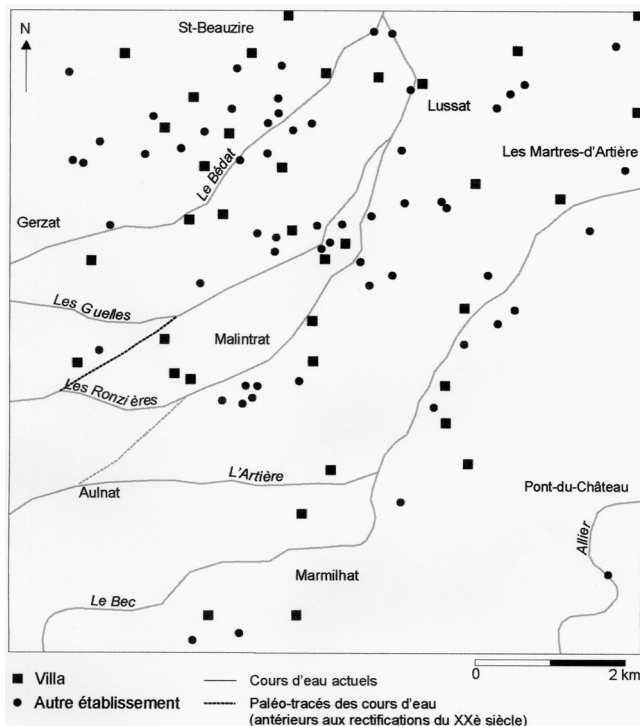 St-Beauzire
N
Lussat
Les Martres-d'Artière
Le Bédat
Gerzat
Les Guelles
Malintrat
Les Ronzières
L'Artière
Aulnat
Pont-du-Château
Allier
Marmilhat
Le Bec
Villa
Cours d'eau actuels
0 2 km
Autre établissement
Paléo-tracés des cours d'eau
(antérieurs aux rectifications du XXè siècle)